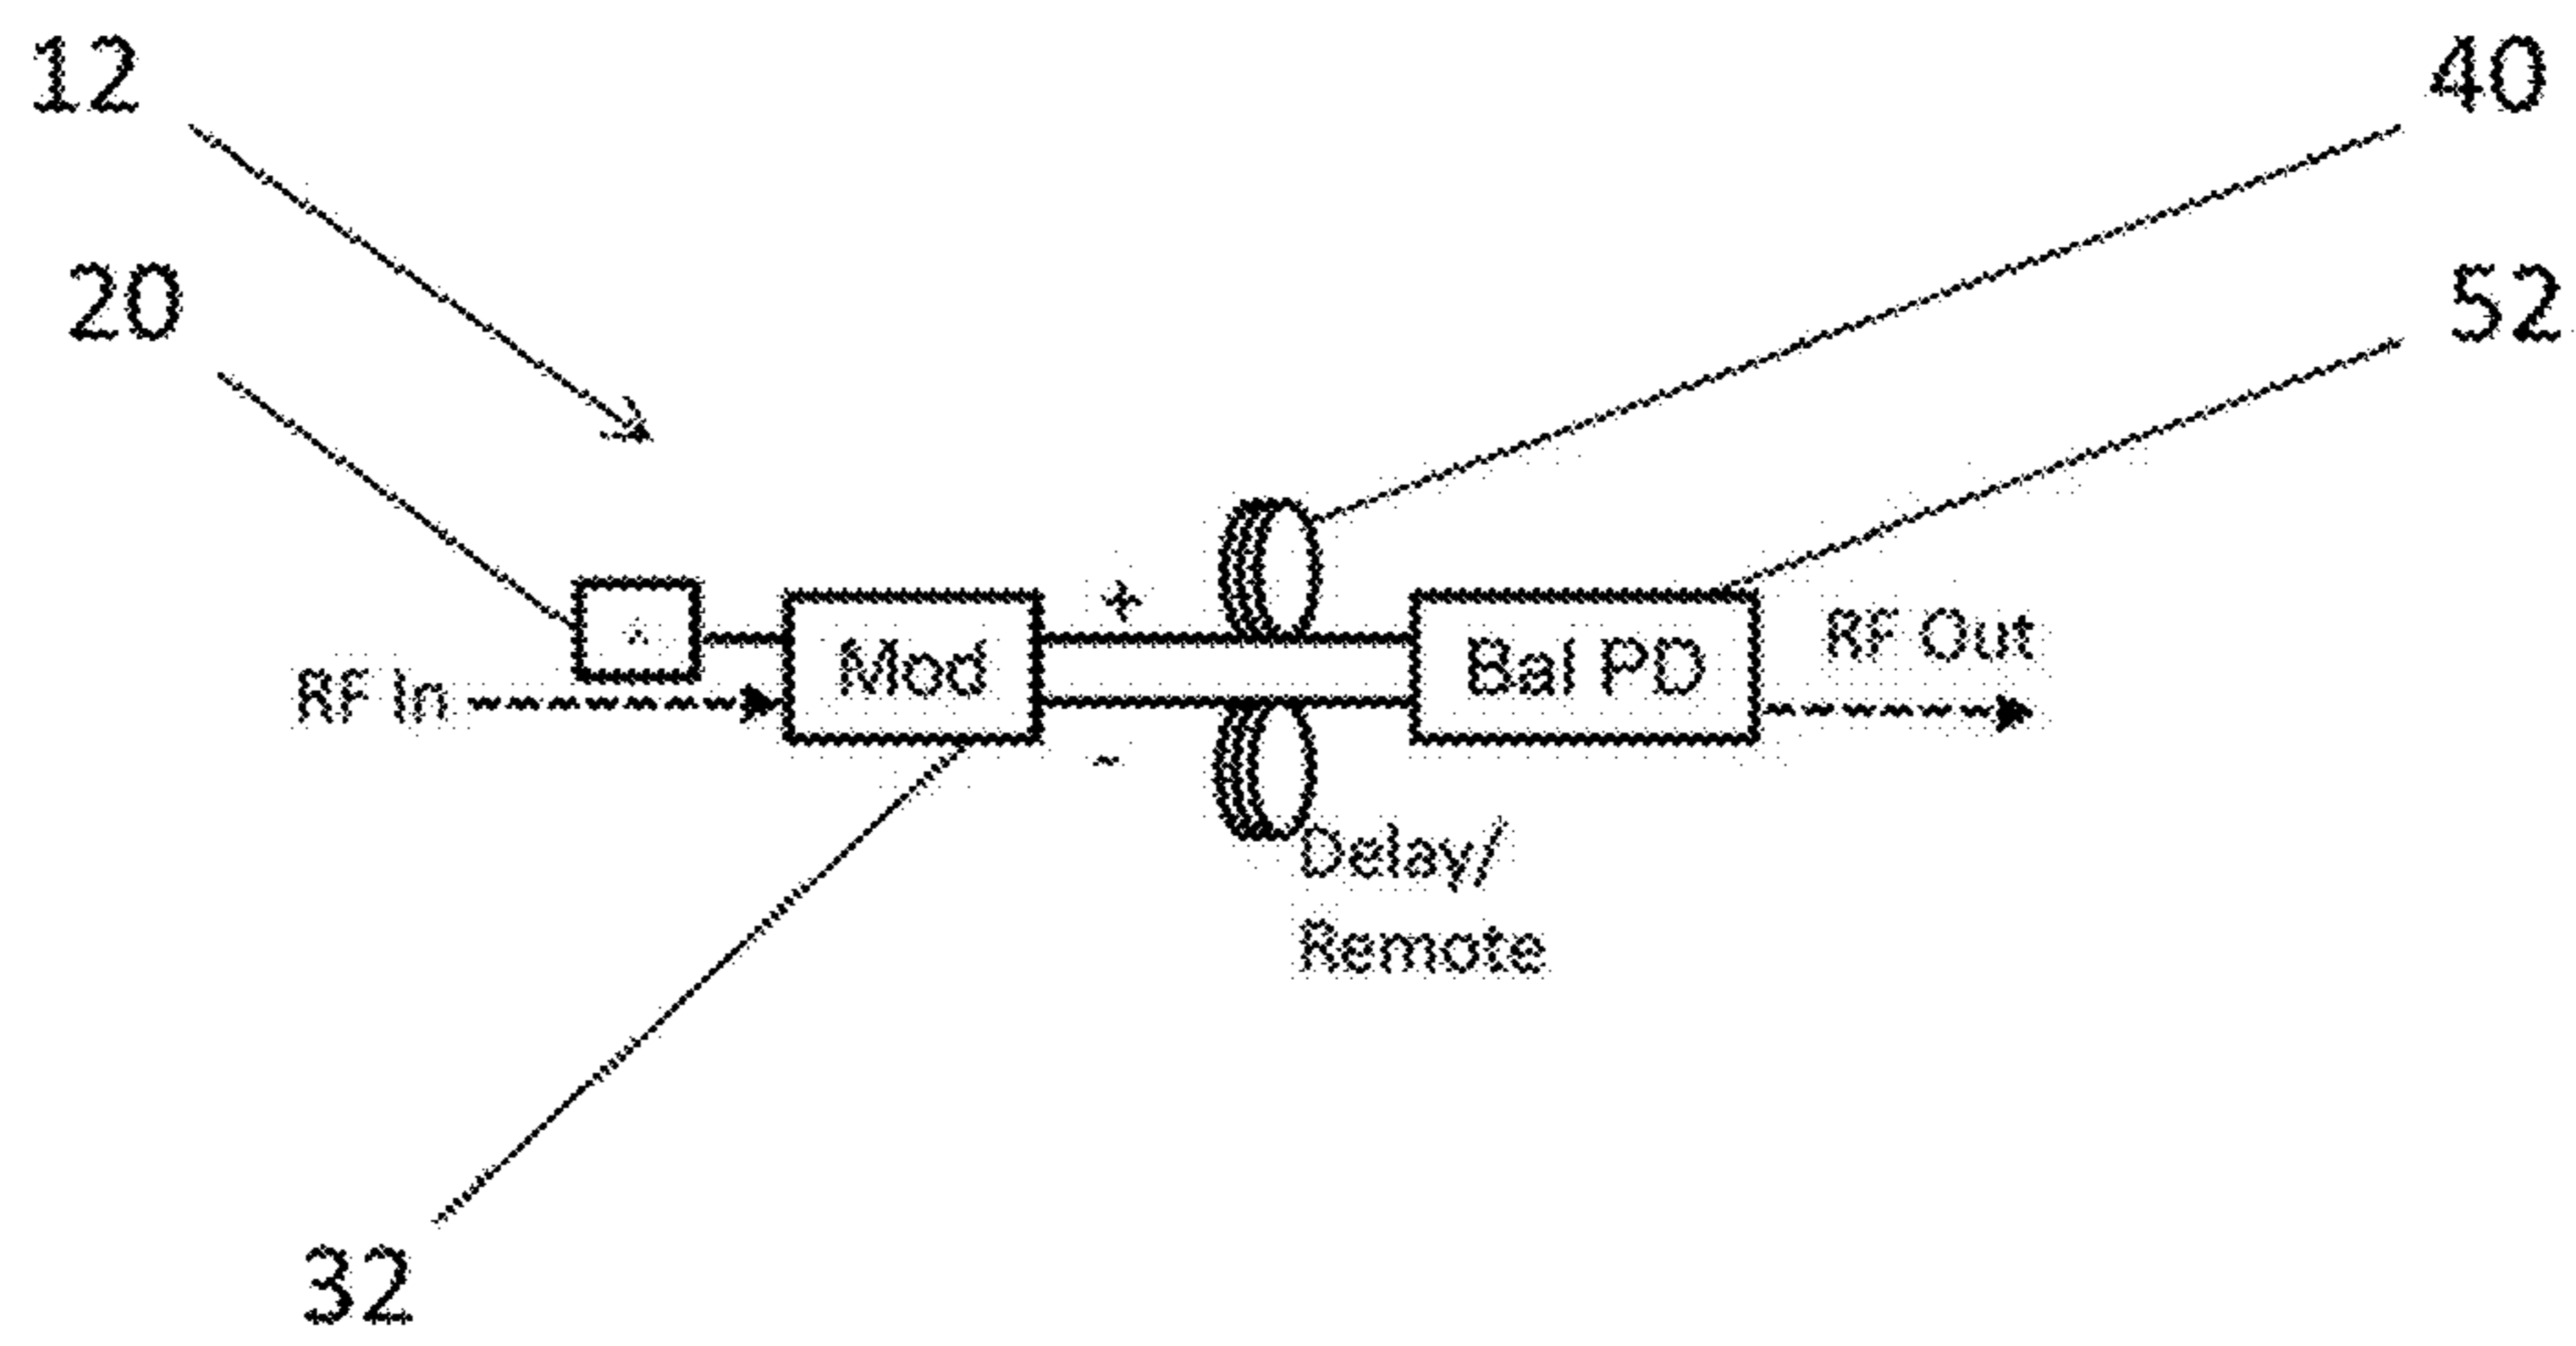 12
40
20
52
+
RF Out
Mod
Bal PD
RF In
-
Delay/
Remote
32